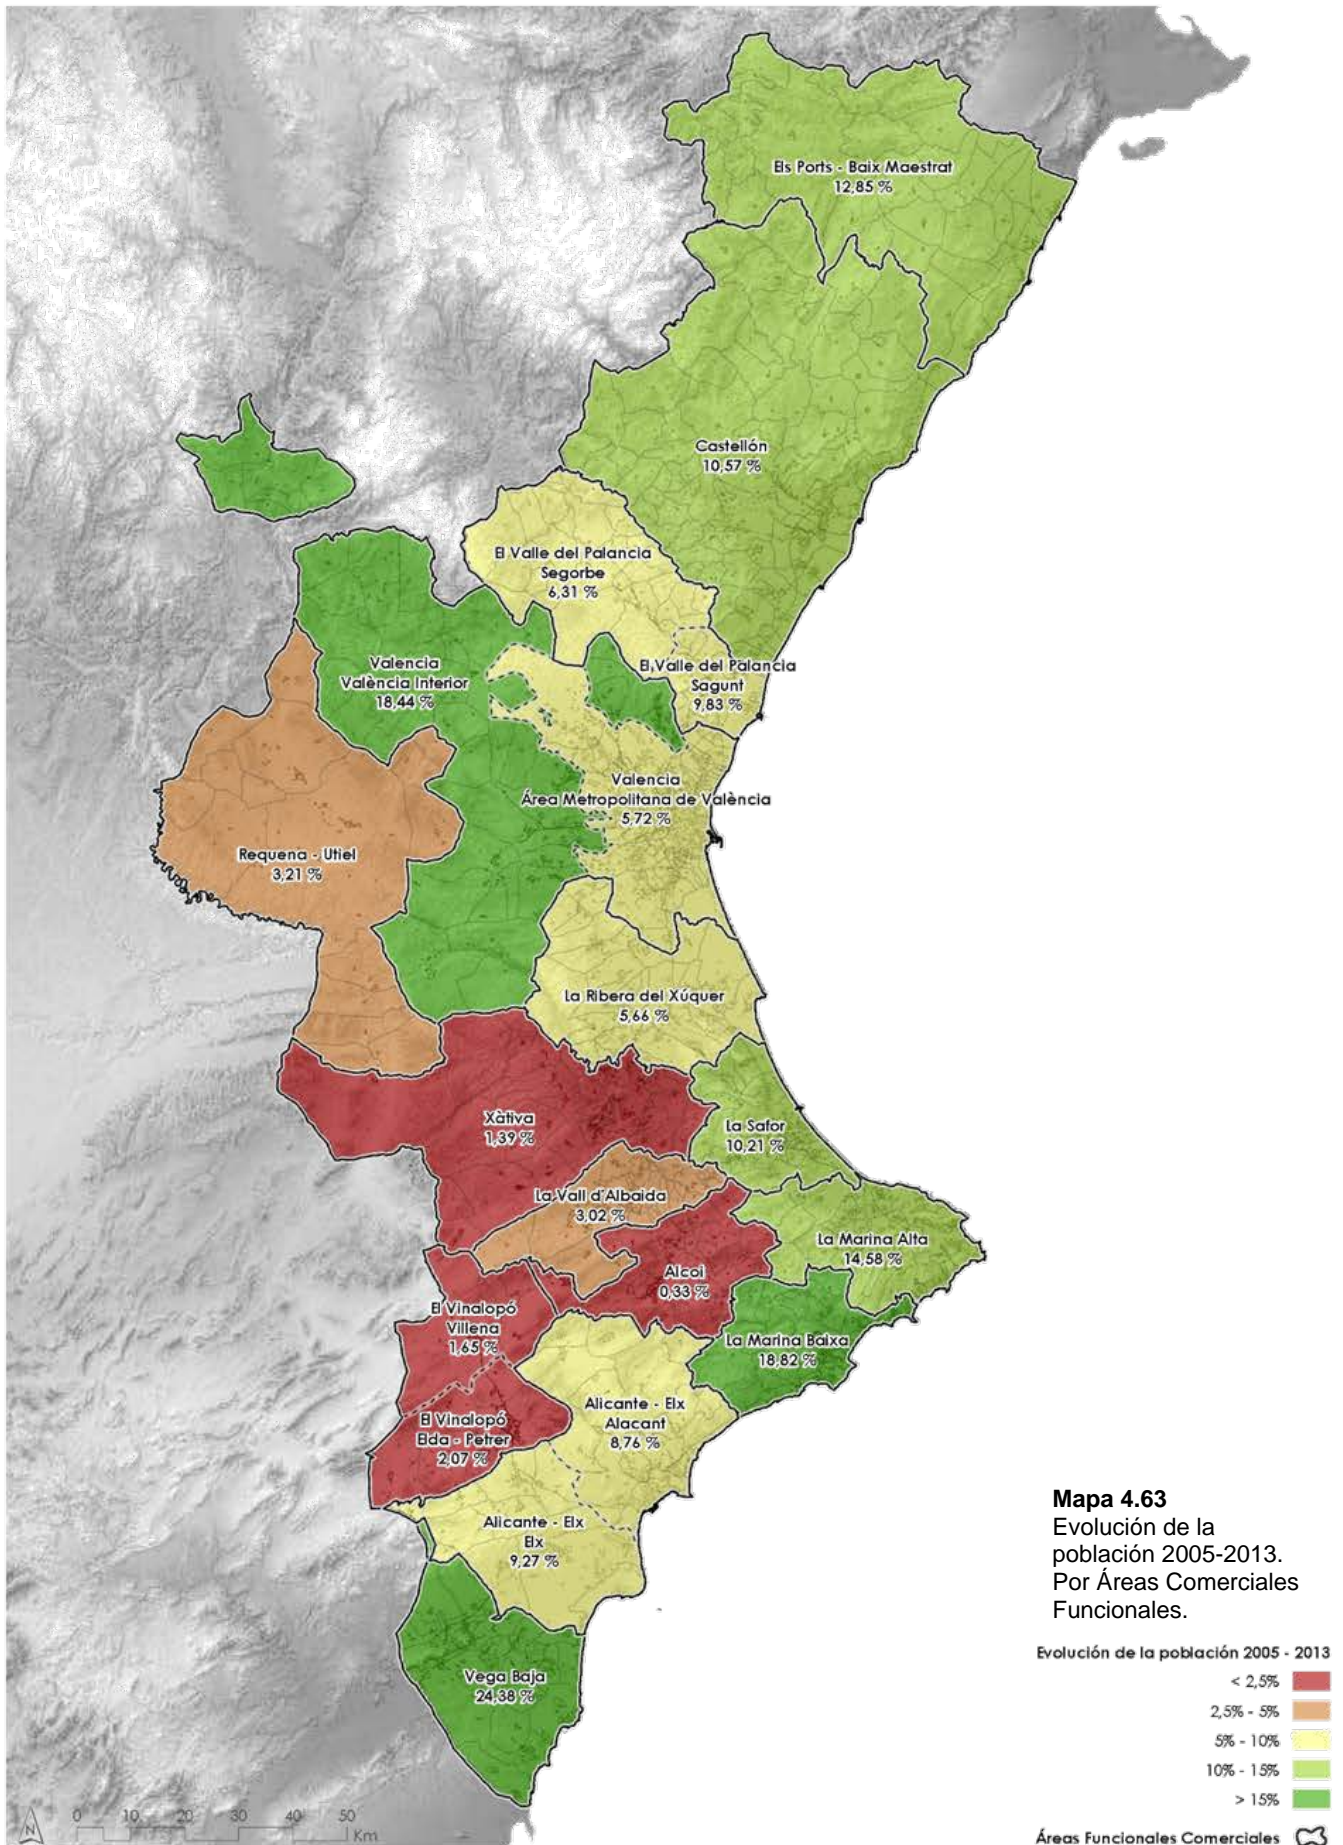 Els Ports - Baix Maestrat
12,85 %
Castellón
10,57 %
El Valle del Palancia
Segorbe
6,31 %
Valencia
València Interior
18,44 %
El Valle del Palancia
Sagunt
9,83 %
Valencia
Área Metropolitana de València
5,72 %
Requena - Utiel
3,21 %
La Ribera del Xúquer
5,66 %
Xàtiva
1,39 %
La Safor
10,21 %
La Vall d'Albaida
3,02 %
La Marina Alta
14,58 %
Alcoi
0,33 %
El Vinalopó
Villena
1,65 %
La Marina Baixa
18,82 %
Alicante - Elx
Alacant
8,76 %
El Vinalopó
Elda - Petrer
2,07 %
Alicante - Elx
Elx
9,27 %
Vega Baja
24,38 %
Mapa 4.63
Evolución de la
población 2005-2013.
Por Áreas Comerciales
Funcionales.
Evolución de la población 2005 - 2013
< 2,5%
2,5% - 5%
5% - 10%
10% - 15%
> 15%
Áreas Funcionales Comerciales
N
0 10 20 30 40 50
Km